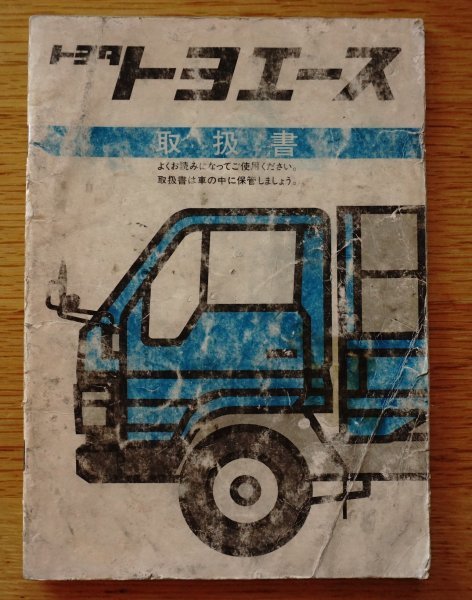 トヨタ トヨエース
取扱書
よくお読みになってご使用ください。
取扱書は車の中に保管しましょう。